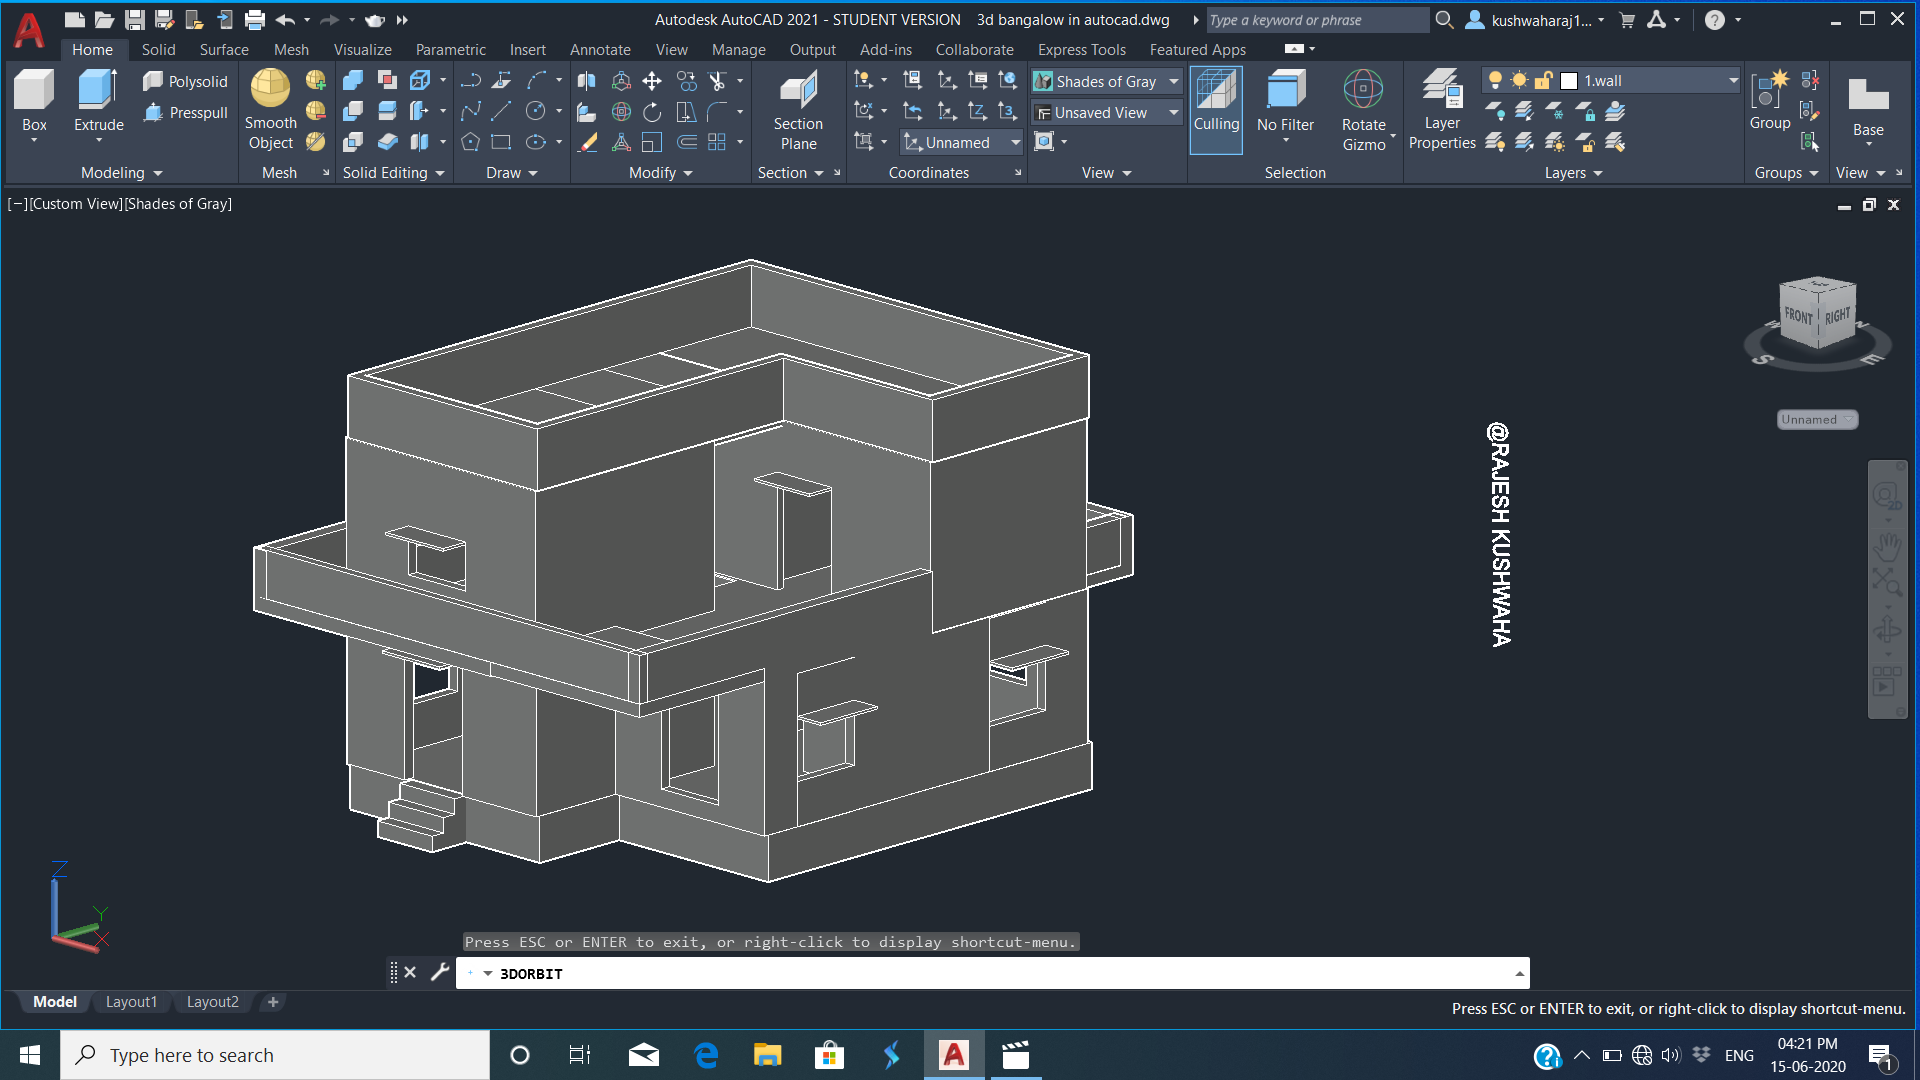 Autodesk AutoCAD 2021 - STUDENT VERSION 3d bangalow in autocad.dwg
Type a keyword or phrase
kushwaharaj1...
Home Solid Surface Mesh Visualize Parametric Insert Annotate View Manage Output Add-ins Collaborate Express Tools Featured Apps
Box
Extrude
Polysolid
Presspull
Smooth
Object
Section
Plane
Unnamed
Shades of Gray
Unsaved View
Culling
No Filter
Rotate
Gizmo
Layer
Properties
1.wall
Group
Base
Modeling
Mesh
Solid Editing
Draw
Modify
Section
Coordinates
View
Selection
Layers
Groups
View
[−][Custom View][Shades of Gray]
FRONT
RIGHT
S
E
Unnamed
2D
@RAJESH KUSHWAHA
Z
Y
X
Press ESC or ENTER to exit, or right-click to display shortcut-menu.
3DORBIT
Model Layout1 Layout2 +
Press ESC or ENTER to exit, or right-click to display shortcut-menu.
Type here to search
ENG
04:21 PM
15-06-2020
1